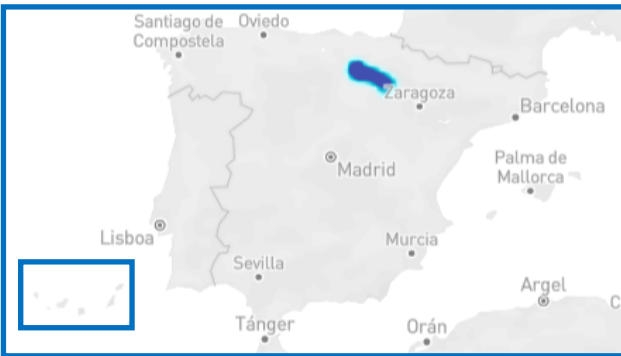 Santiago de
Compostela
Oviedo
Zaragoza
Barcelona
Madrid
Palma de
Mallorca
Lisboa
Murcia
Sevilla
Argel
C
Tánger
Orán